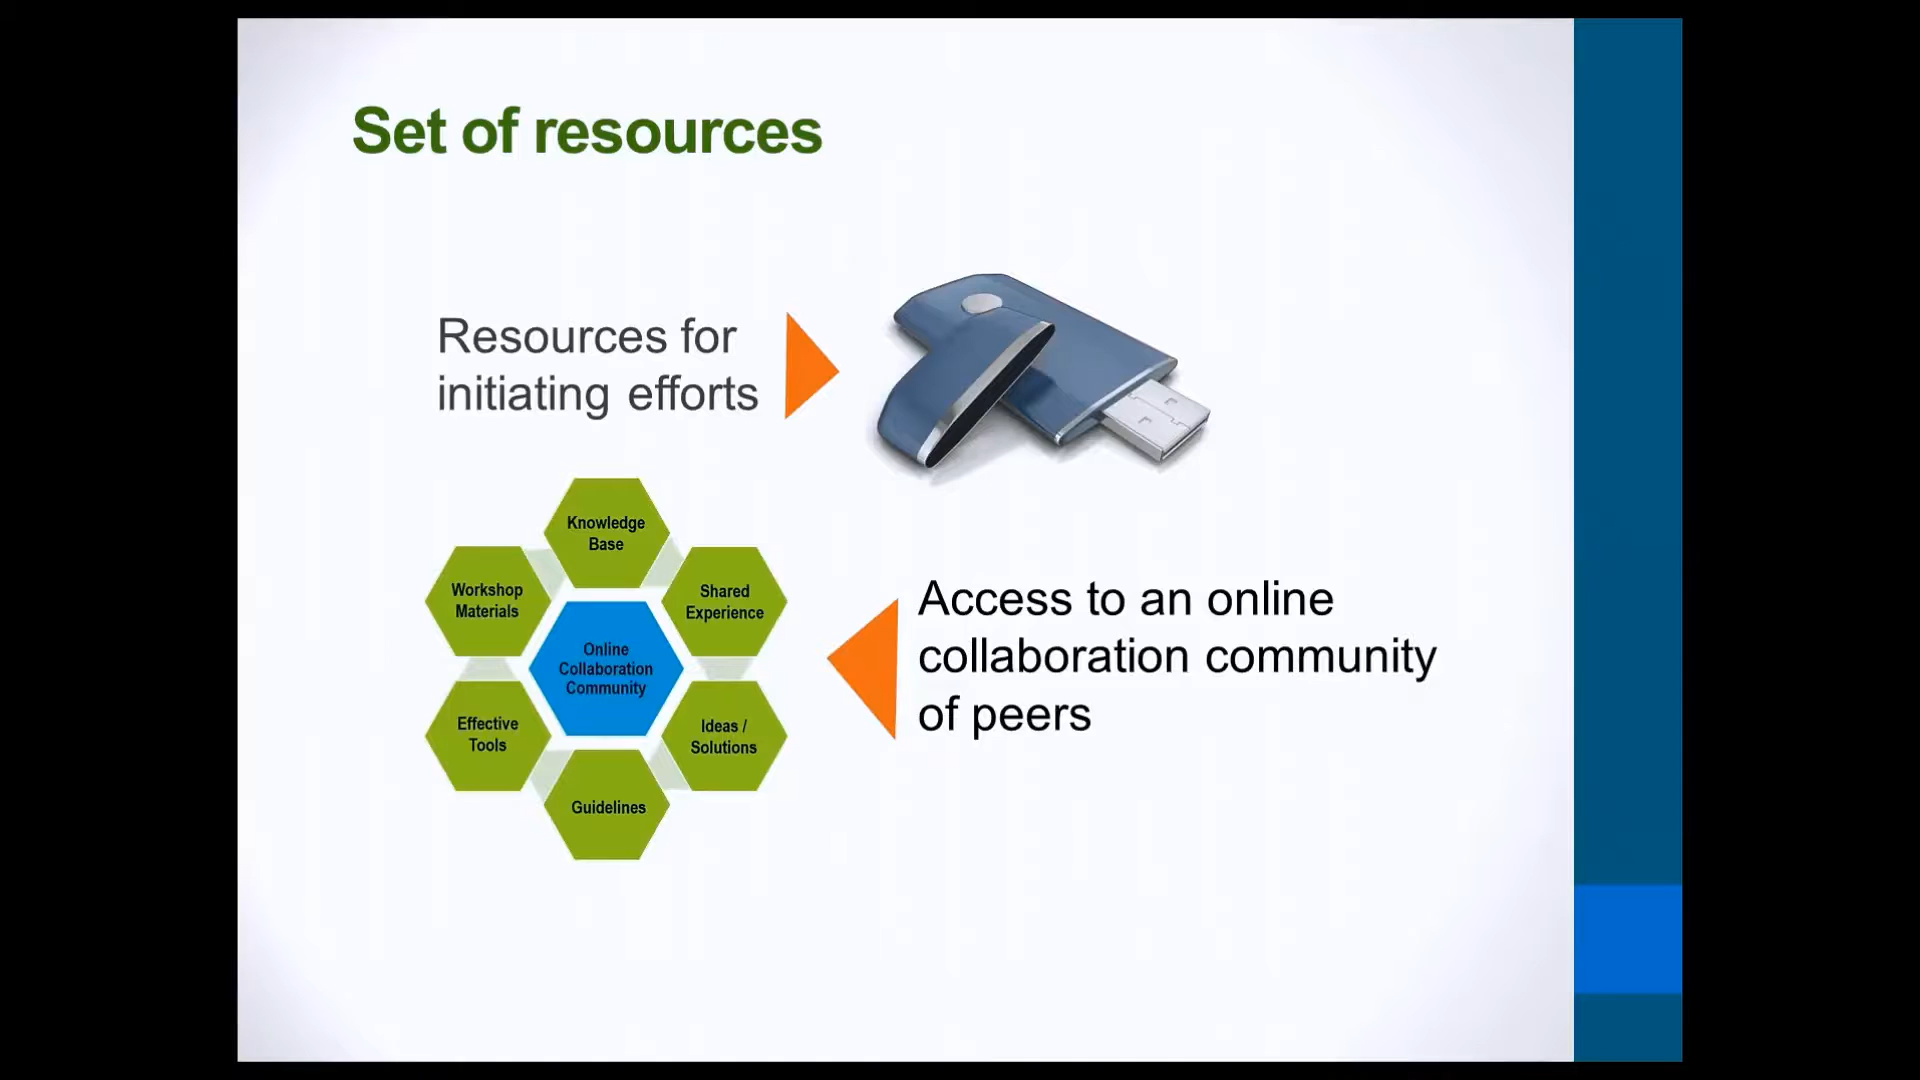 Set of resources
Resources for
initiating efforts
Knowledge
Base
Workshop
Materials
Shared
Experience
Online
Collaboration
Community
Effective
Tools
Ideas /
Solutions
Guidelines
Access to an online
collaboration community
of peers